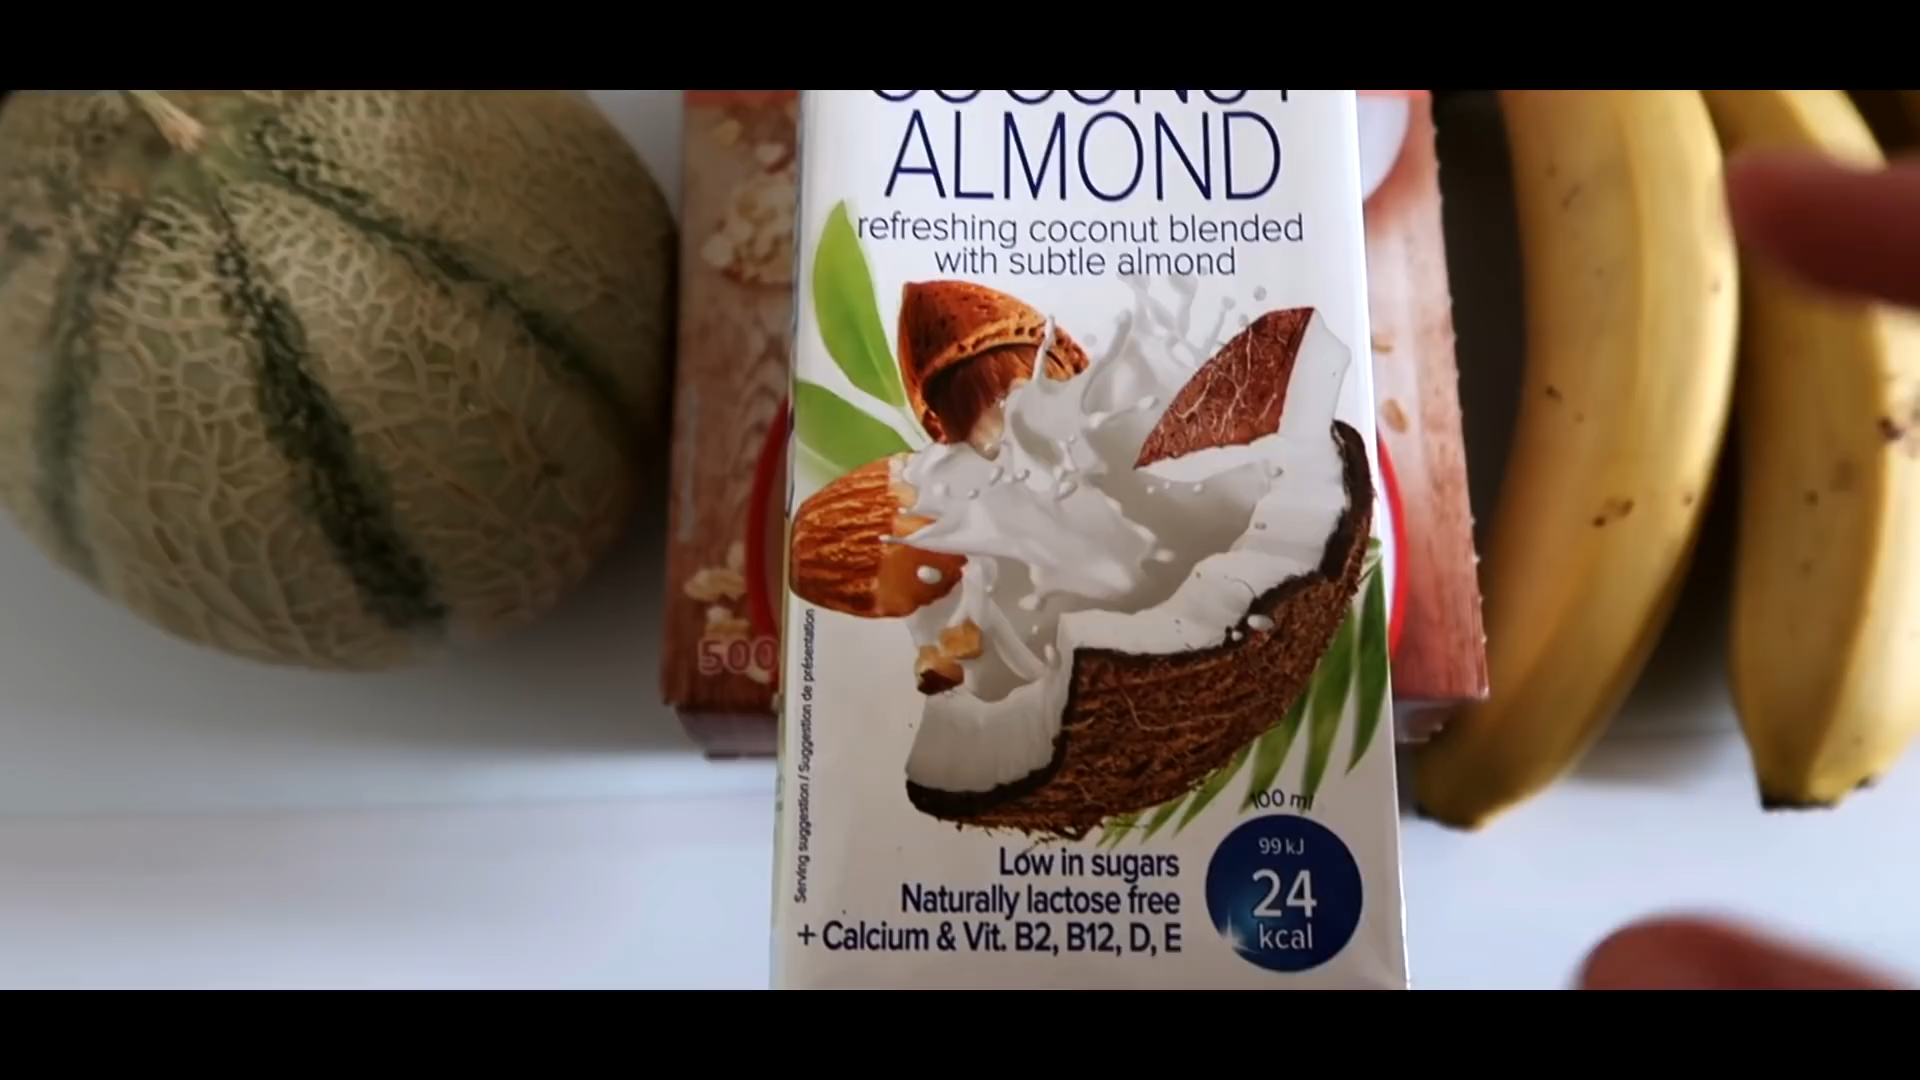 COCONUT
ALMOND
refreshing coconut blended
with subtle almond
500
Serving suggestion / Suggestion de présentation
100 ml
99 kJ
24
kcal
Low in sugars
Naturally lactose free
+ Calcium & Vit. B2, B12, D, E